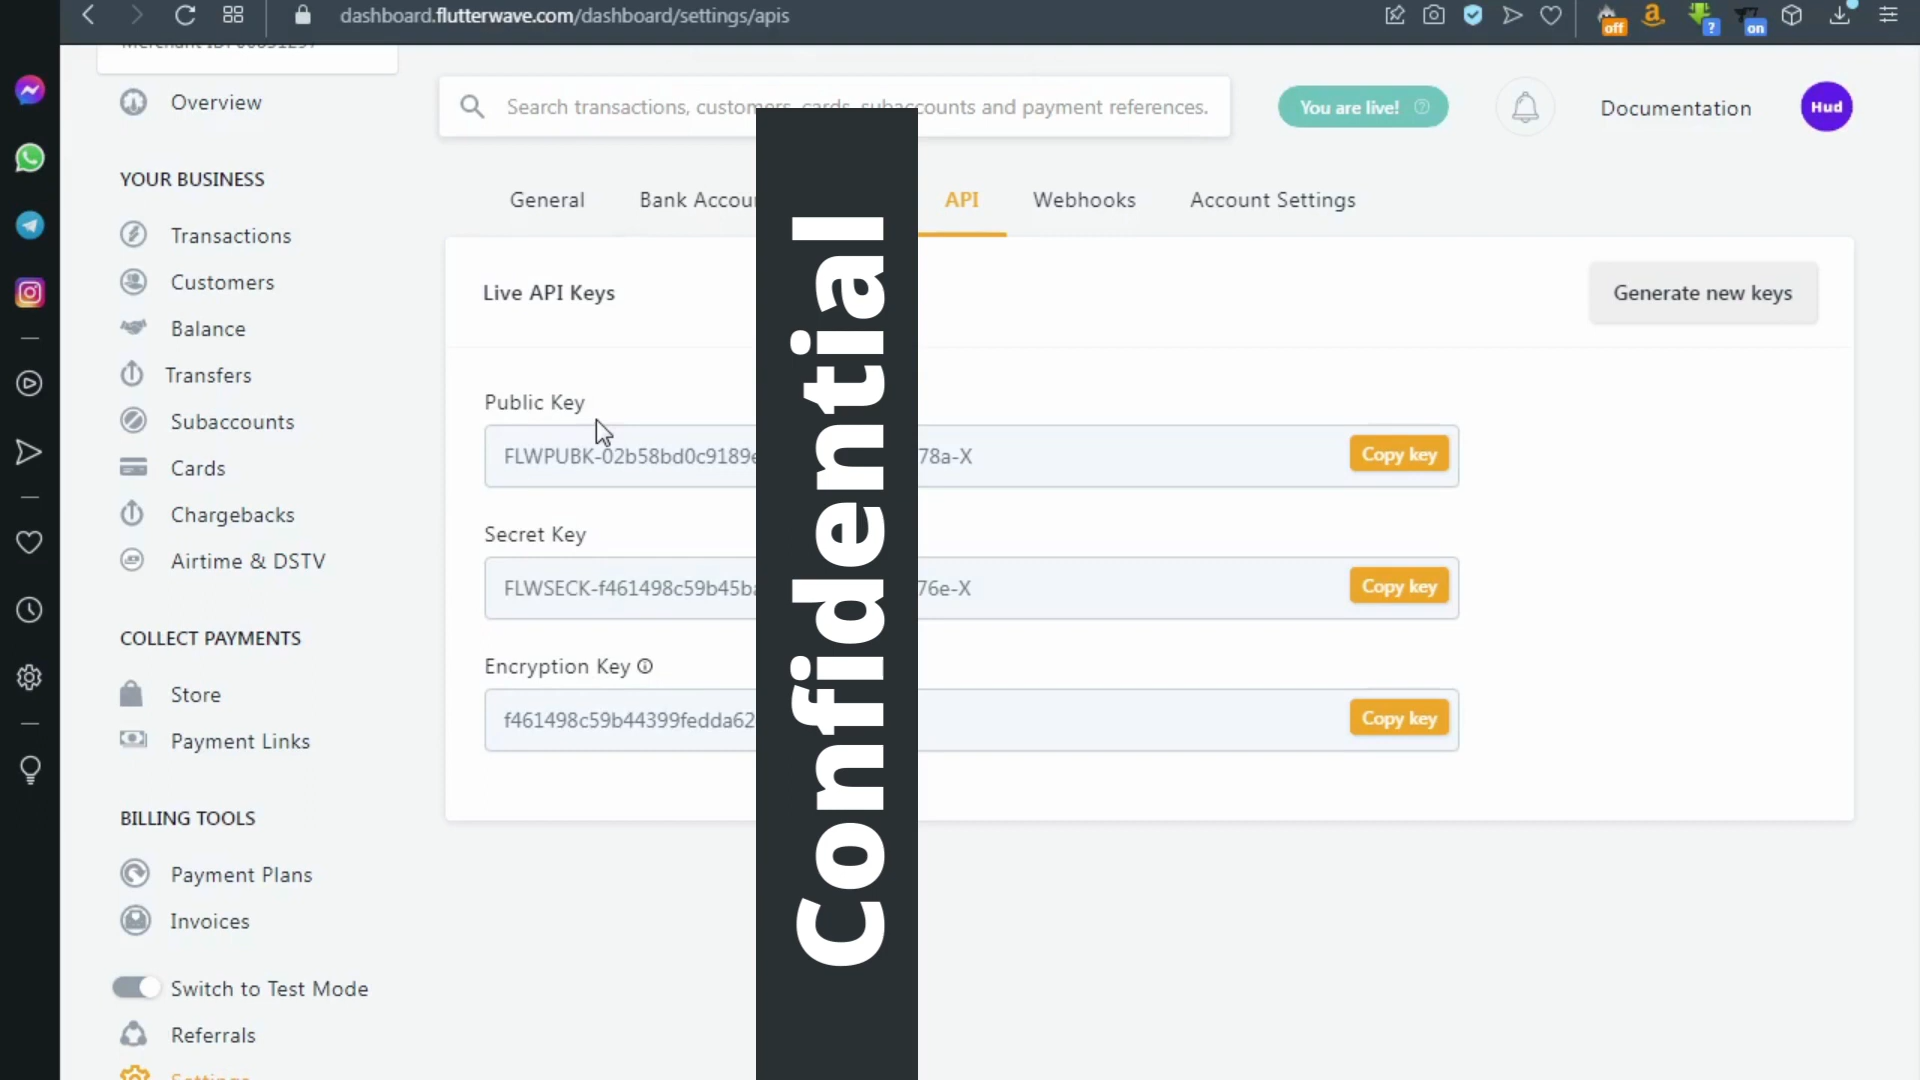 dashboard.flutterwave.com/dashboard/settings/apis
off
?
on
Overview
Search transactions, customers, cards, subaccounts and payment references.
You are live!
Documentation
Hud
YOUR BUSINESS
Transactions
Customers
Balance
Transfers
Subaccounts
Cards
Chargebacks
Airtime & DSTV
COLLECT PAYMENTS
Store
Payment Links
BILLING TOOLS
Payment Plans
Invoices
Switch to Test Mode
Referrals
General Bank Accou API Webhooks Account Settings
Live API Keys
Generate new keys
Public Key
FLWPUBK-02b58bd0c9189e 78a-X
Copy key
Secret Key
FLWSECK-f461498c59b45ba 76e-X
Copy key
Encryption Key
f461498c59b44399fedda62
Copy key
Confidential